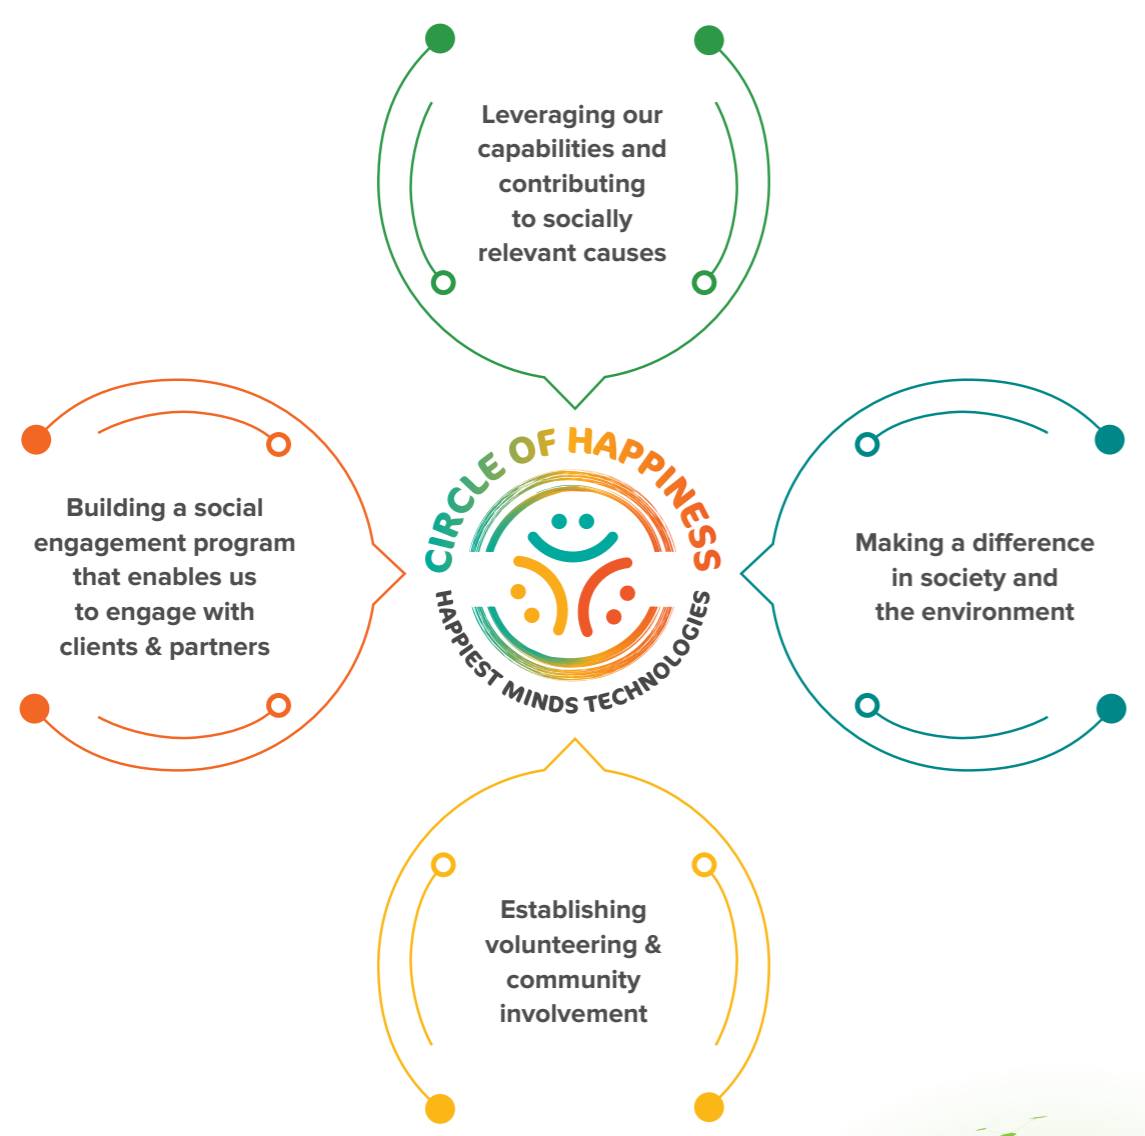 Leveraging our
capabilities and
contributing
to socially
relevant causes
CIRCLE OF HAPPINESS
HAPPIEST MINDS TECHNOLOGIES
Building a social
engagement program
that enables us
to engage with
clients & partners
Making a difference
in society and
the environment
Establishing
volunteering &
community
involvement